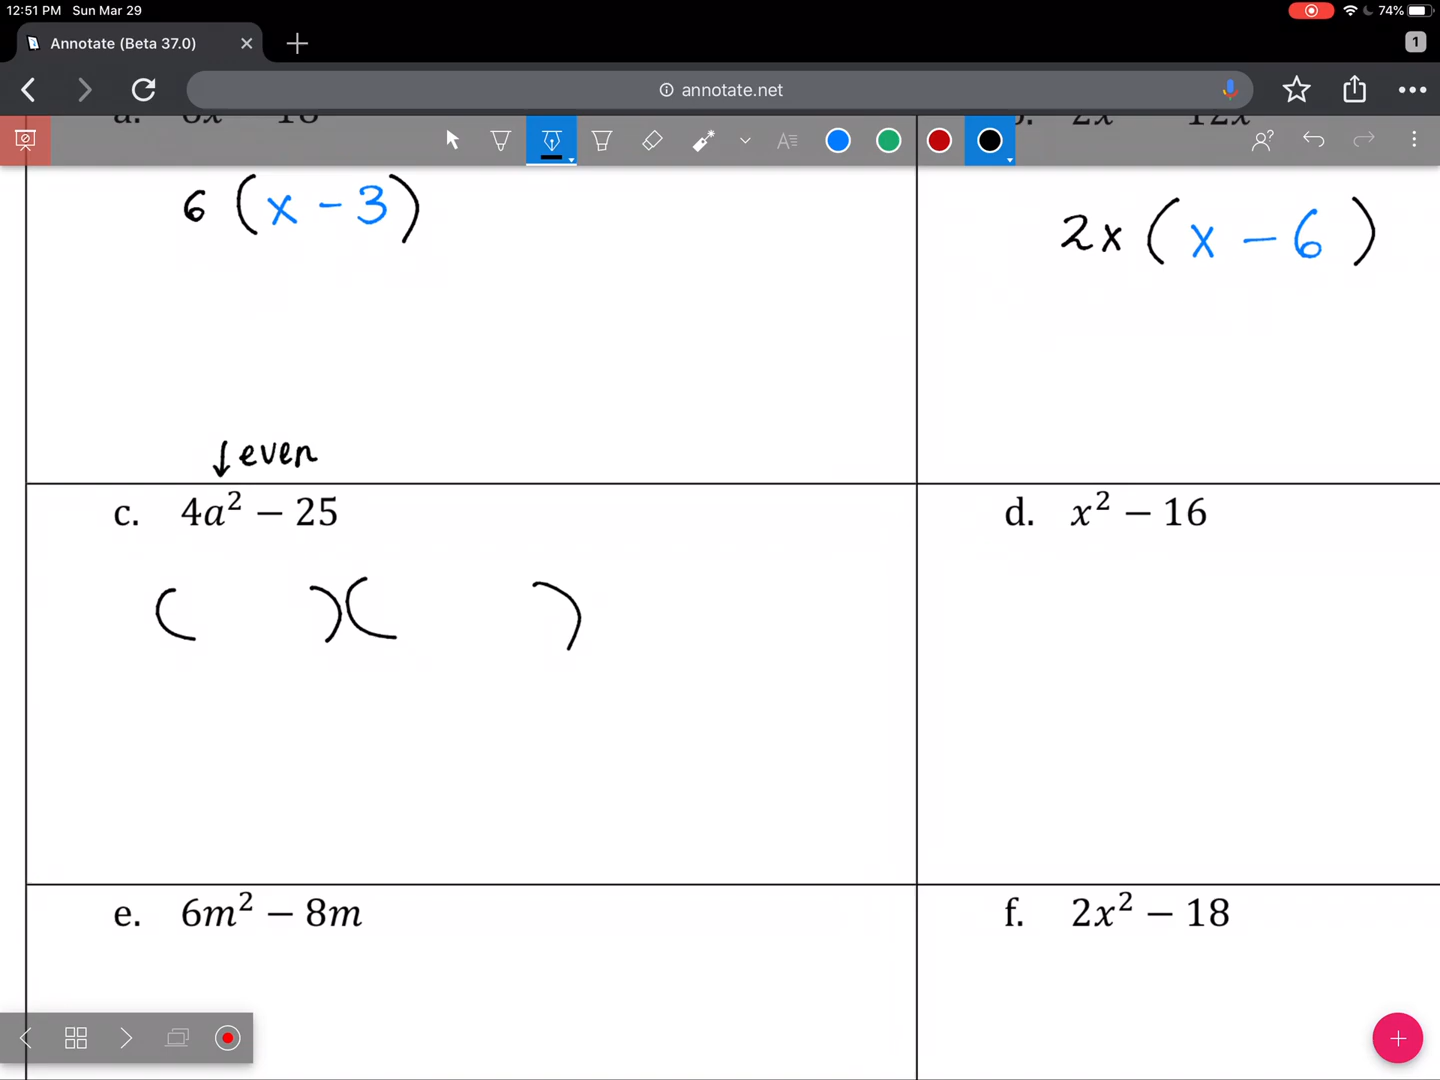 12:51 PM Sun Mar 29
74%
Annotate (Beta 37.0)
1
annotate.net
6 (x - 3)
2x (x - 6)
↓ even
c. 4a² − 25
d. x² − 16
( )( )
e. 6m² − 8m
f. 2x² − 18